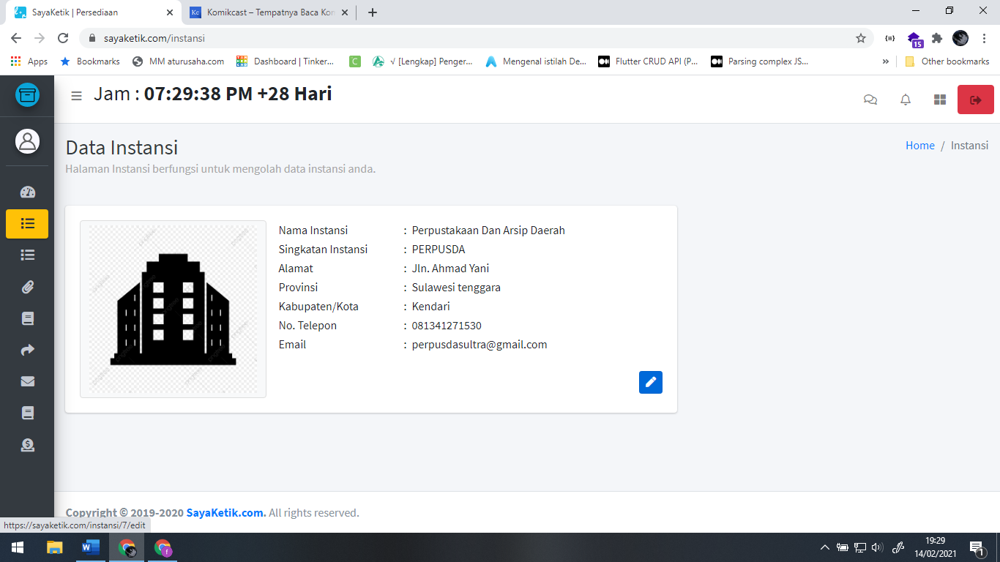 SayaKetik | Persediaan
Kc Komikcast – Tempatnya Baca Kom
sayaketik.com/instansi
15
Apps Bookmarks MM aturusaha.com Dashboard | Tinker... C √ [Lengkap] Penger... Mengenal istilah De... Flutter CRUD API (P... Parsing complex JS... » Other bookmarks
Jam : 07:29:38 PM +28 Hari
Data Instansi
Home / Instansi
Halaman Instansi berfungsi untuk mengolah data instansi anda.
Nama Instansi : Perpustakaan Dan Arsip Daerah
Singkatan Instansi : PERPUSDA
Alamat : Jln. Ahmad Yani
Provinsi : Sulawesi tenggara
Kabupaten/Kota : Kendari
No. Telepon : 081341271530
Email : perpusdasultra@gmail.com
Copyright © 2019-2020 SayaKetik.com. All rights reserved.
https://sayaketik.com/instansi/7/edit
19:29
14/02/2021
1